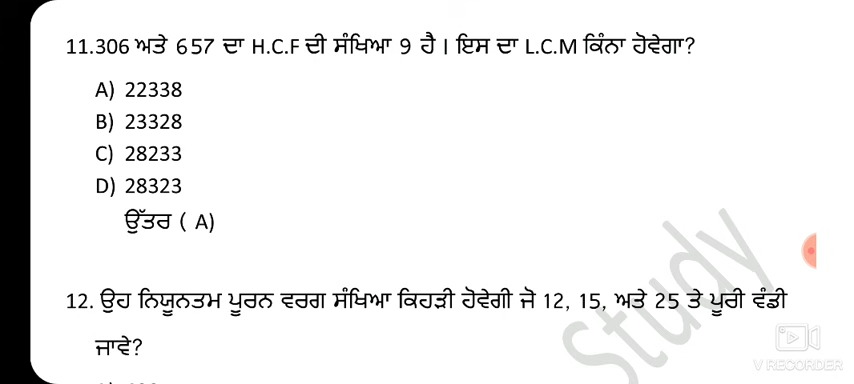 11.306 ਅਤੇ 657 ਦਾ H.C.F ਦੀ ਸੰਖਿਆ 9 ਹੈ। ਇਸ ਦਾ L.C.M ਕਿੰਨਾ ਹੋਵੇਗਾ?
A) 22338
B) 23328
C) 28233
D) 28323
ਉੱਤਰ ( A)
Study
12. ਉਹ ਨਿਯੂਨਤਮ ਪੂਰਨ ਵਰਗ ਸੰਖਿਆ ਕਿਹੜੀ ਹੋਵੇਗੀ ਜੋ 12, 15, ਅਤੇ 25 ਤੇ ਪੂਰੀ ਵੰਡੀ
ਜਾਵੇ?
V RECORDER